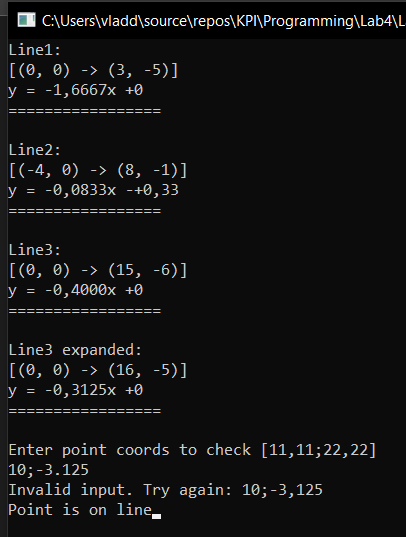 C:\Users\vladd\source\repos\KPI\Programming\Lab4\L
Line1:
[(0, 0) -> (3, -5)]
y = -1,6667x +0
=================
Line2:
[(-4, 0) -> (8, -1)]
y = -0,0833x -+0,33
=================
Line3:
[(0, 0) -> (15, -6)]
y = -0,4000x +0
=================
Line3 expanded:
[(0, 0) -> (16, -5)]
y = -0,3125x +0
=================
Enter point coords to check [11,11;22,22]
10;-3.125
Invalid input. Try again: 10;-3,125
Point is on line